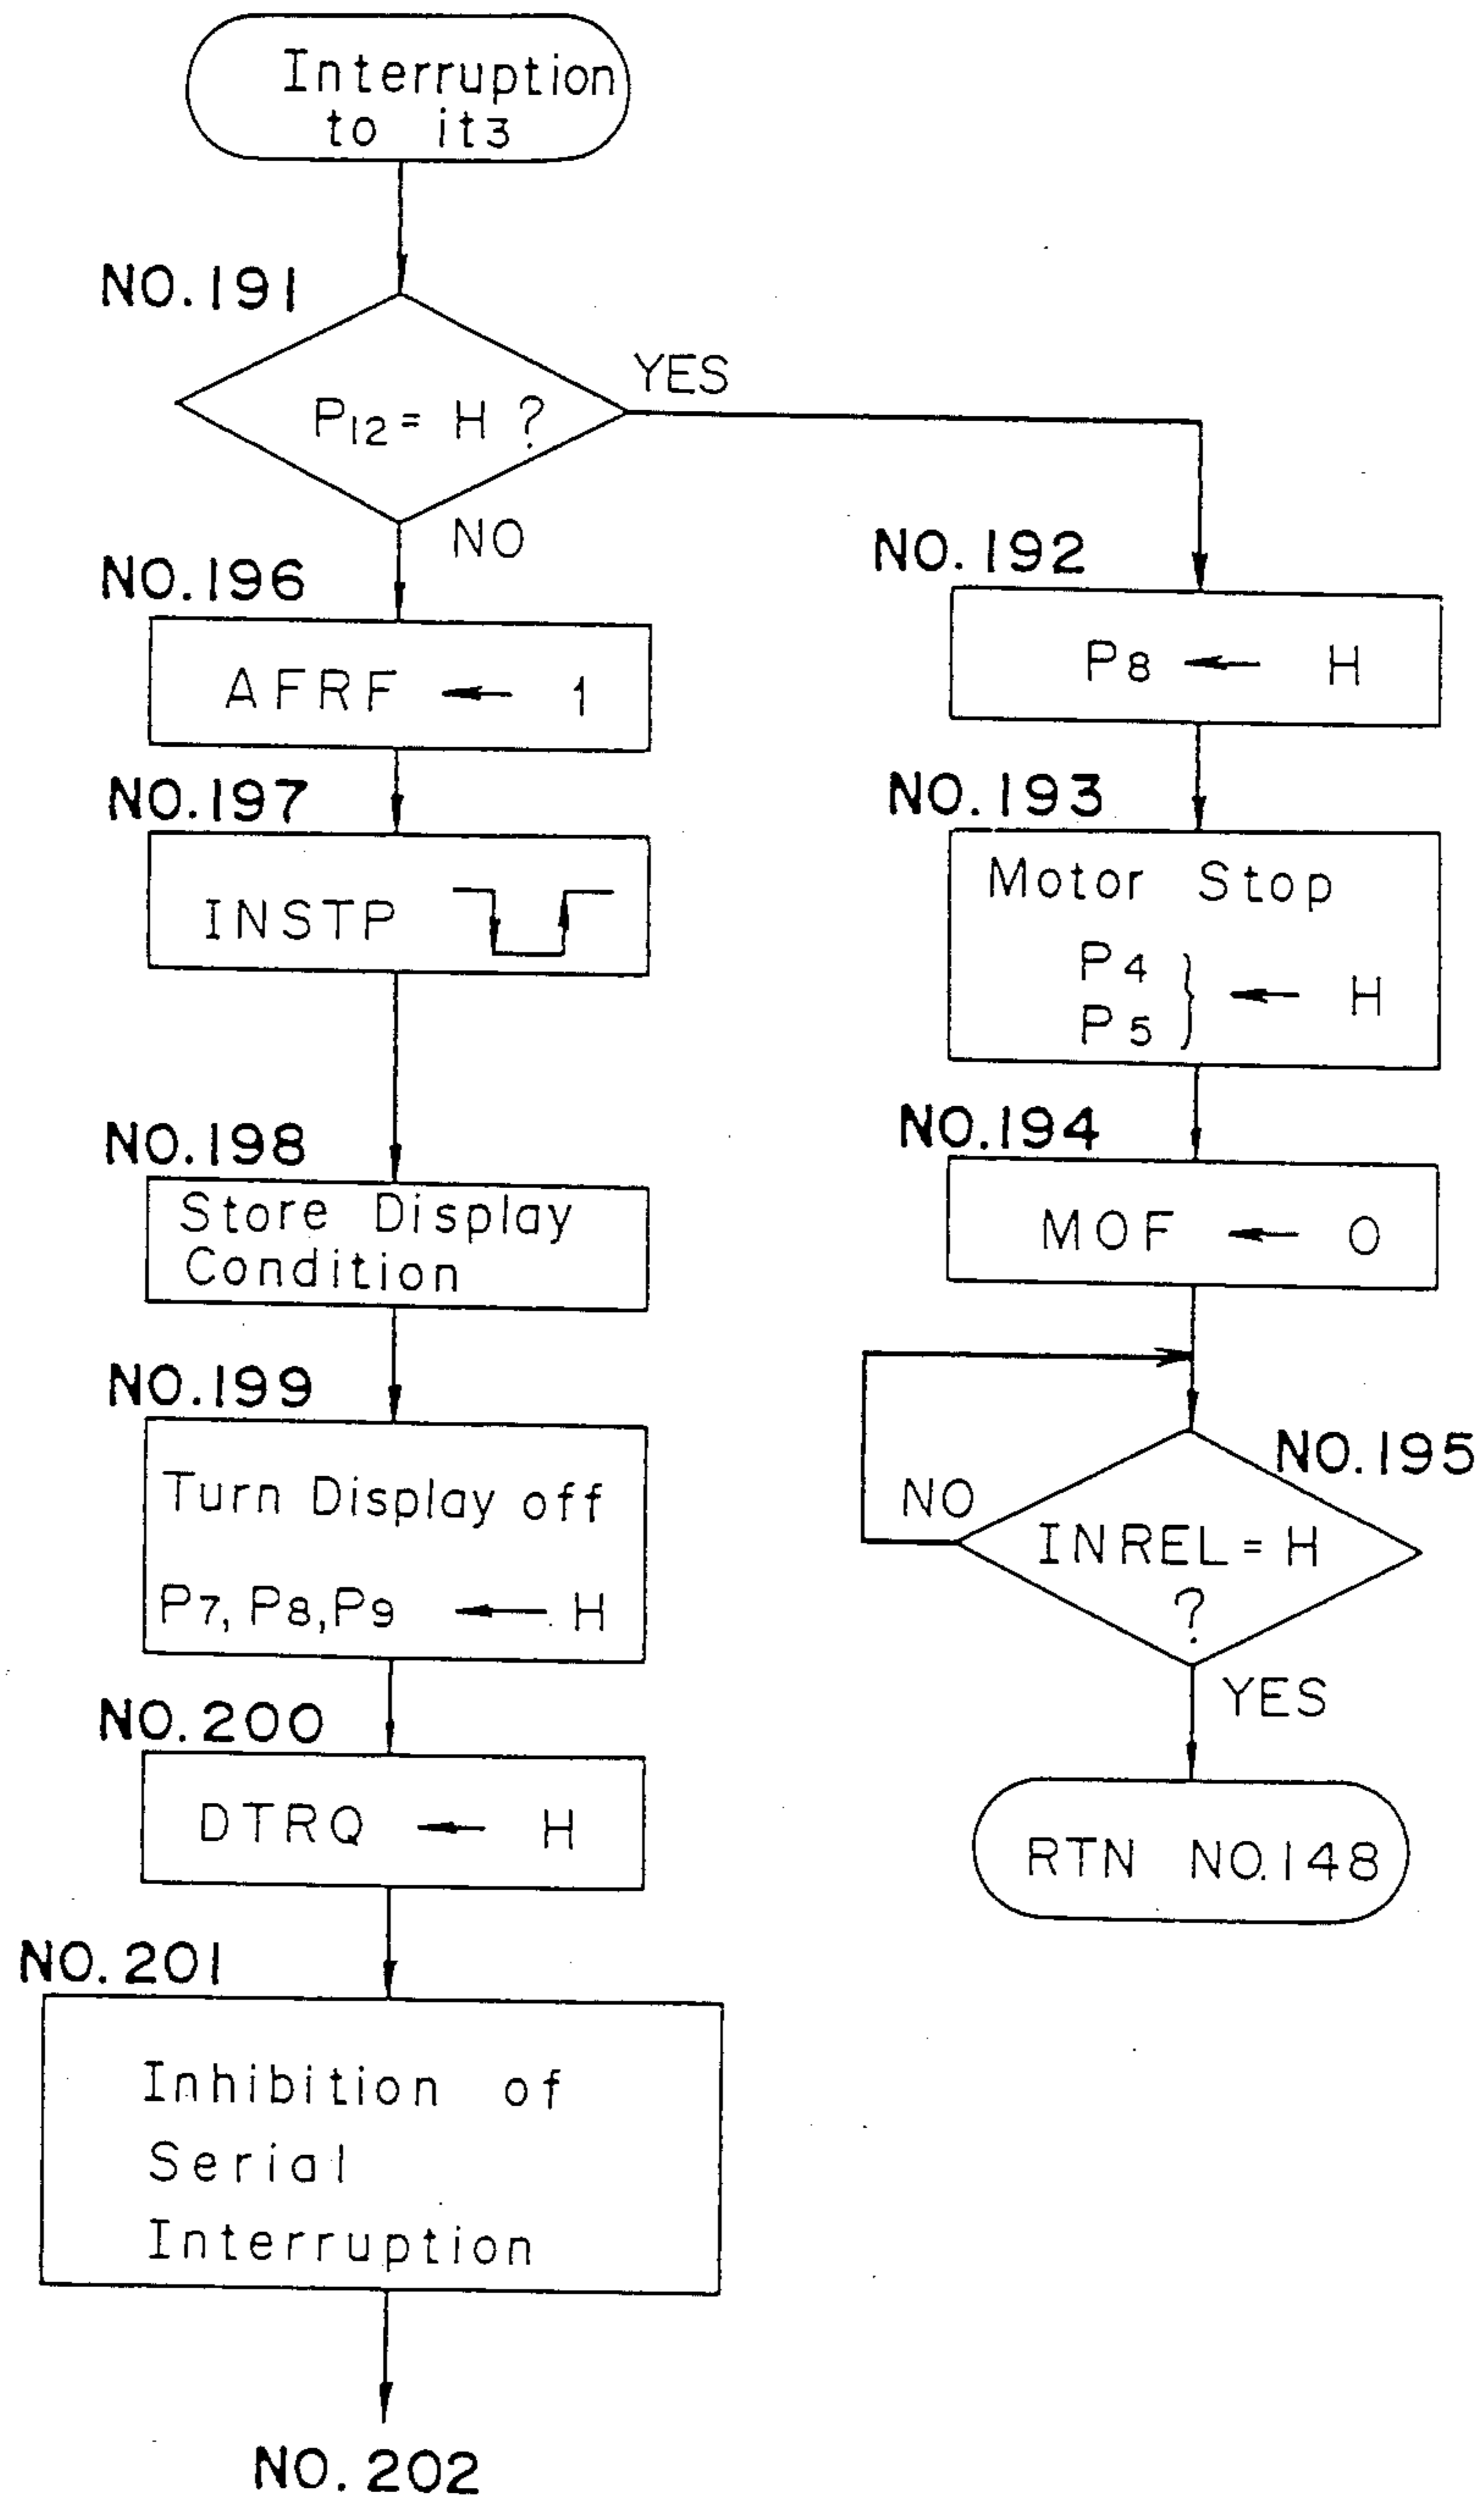 Interruption
to it3
NO.191
P12= H ?
YES
NO
NO.196
AFRF ← 1
NO.197
INSTP
NO.198
Store Display
Condition
NO.199
Turn Display off
P7, P8, P9 ← H
NO.200
DTRQ ← H
NO.201
Inhibition of
Serial
Interruption
NO.202
NO.192
P8 ← H
NO.193
Motor Stop
P4
P5 } ← H
NO.194
MOF ← 0
NO.195
NO
INREL = H
?
YES
RTN NO.148